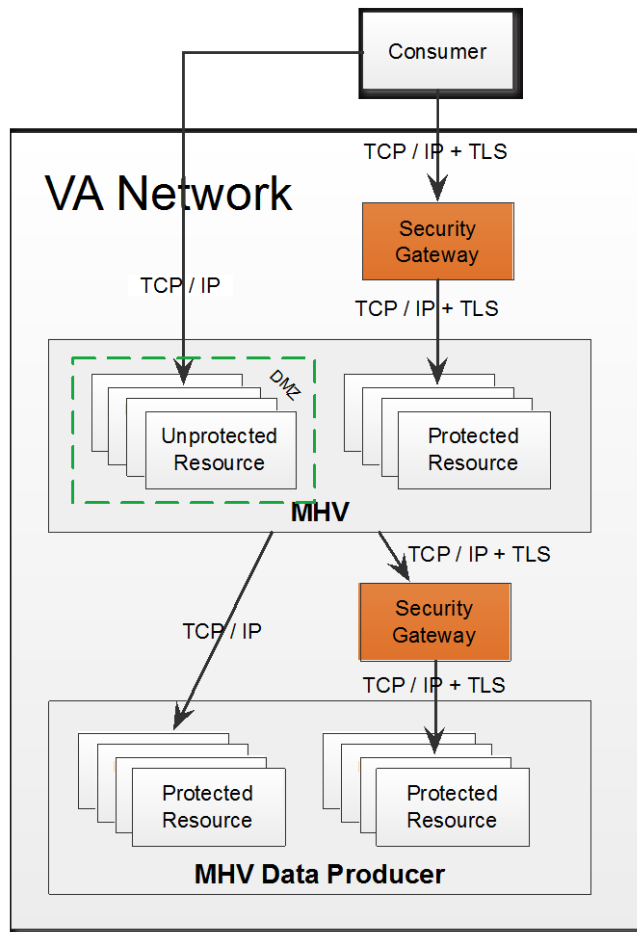 Consumer
TCP / IP + TLS
VA Network
Security
Gateway
TCP / IP
TCP / IP + TLS
DMZ
Unprotected
Resource
Protected
Resource
MHV
TCP / IP + TLS
TCP / IP
Security
Gateway
TCP / IP + TLS
Protected
Resource
Protected
Resource
MHV Data Producer